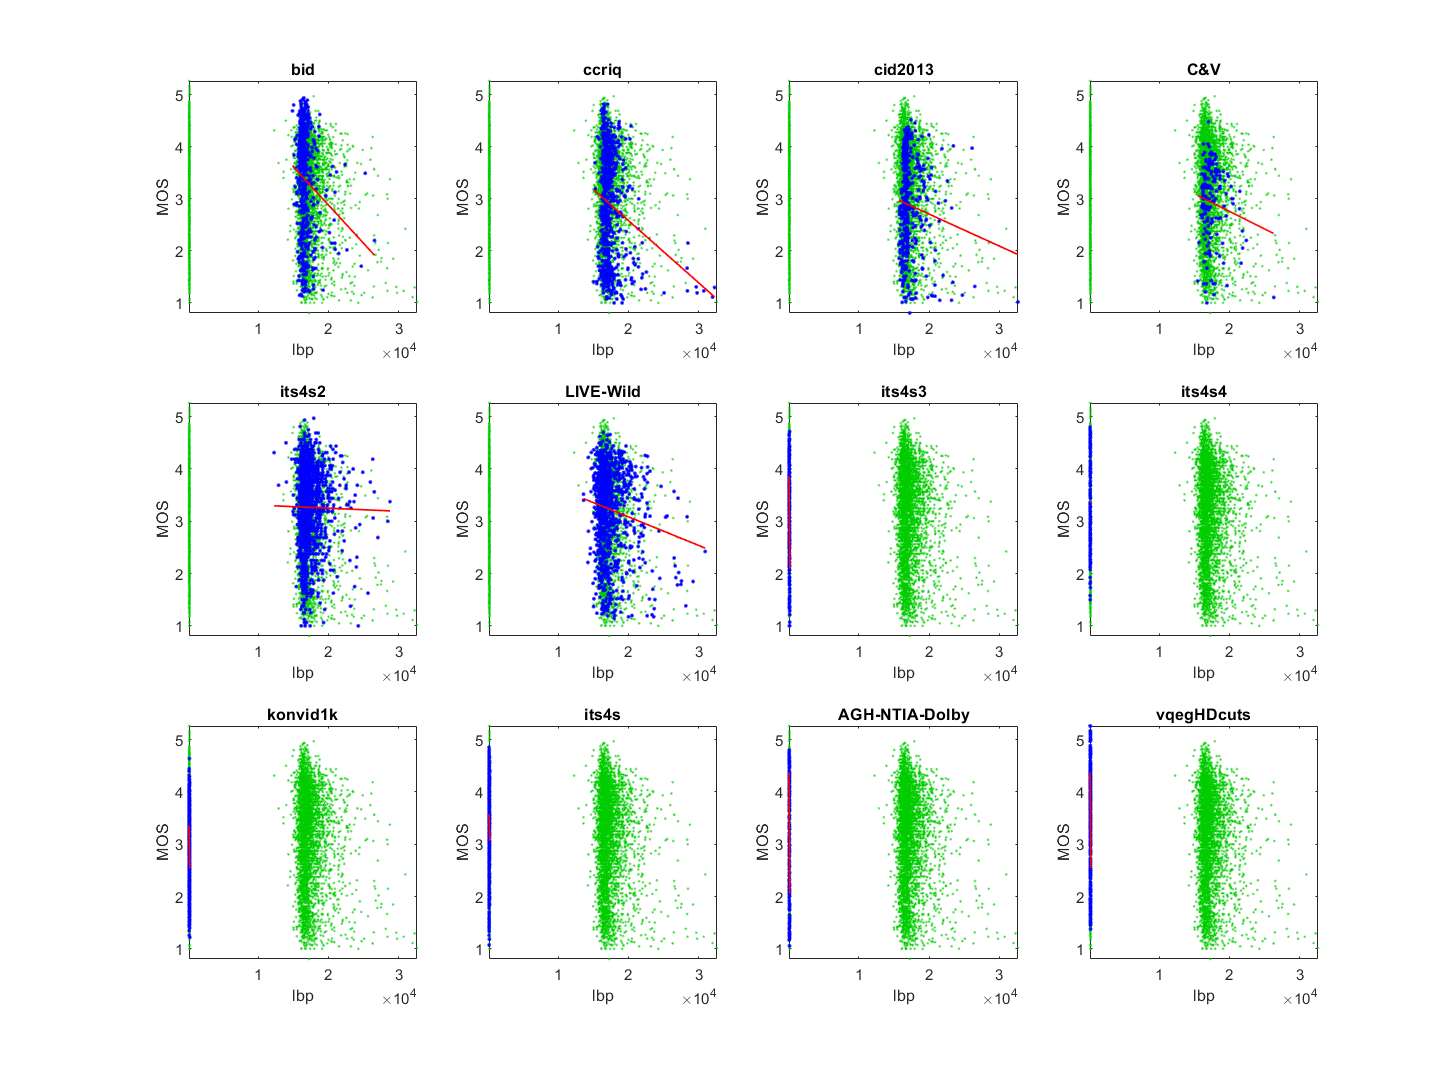 bid
5
4
3
2
1
MOS
1 2 3
lbp
×10^4
ccriq
5
4
3
2
1
MOS
1 2 3
lbp
×10^4
cid2013
5
4
3
2
1
MOS
1 2 3
lbp
×10^4
C&V
5
4
3
2
1
MOS
1 2 3
lbp
×10^4
its4s2
5
4
3
2
1
MOS
1 2 3
lbp
×10^4
LIVE-Wild
5
4
3
2
1
MOS
1 2 3
lbp
×10^4
its4s3
5
4
3
2
1
MOS
1 2 3
lbp
×10^4
its4s4
5
4
3
2
1
MOS
1 2 3
lbp
×10^4
konvid1k
5
4
3
2
1
MOS
1 2 3
lbp
×10^4
its4s
5
4
3
2
1
MOS
1 2 3
lbp
×10^4
AGH-NTIA-Dolby
5
4
3
2
1
MOS
1 2 3
lbp
×10^4
vqegHDcuts
5
4
3
2
1
MOS
1 2 3
lbp
×10^4